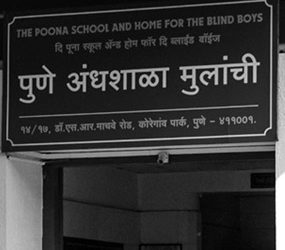 THE POONA SCHOOL AND HOME FOR THE BLIND BOYS
दि पूना स्कूल अ‍ॅन्ड होम फॉर दि ब्लाईंड बॉईज
पुणे अंधशाळा मुलांची
१४/१७, डॉ.एस.आर.माचवे रोड, कोरेगांव पार्क, पुणे - ४११००१.